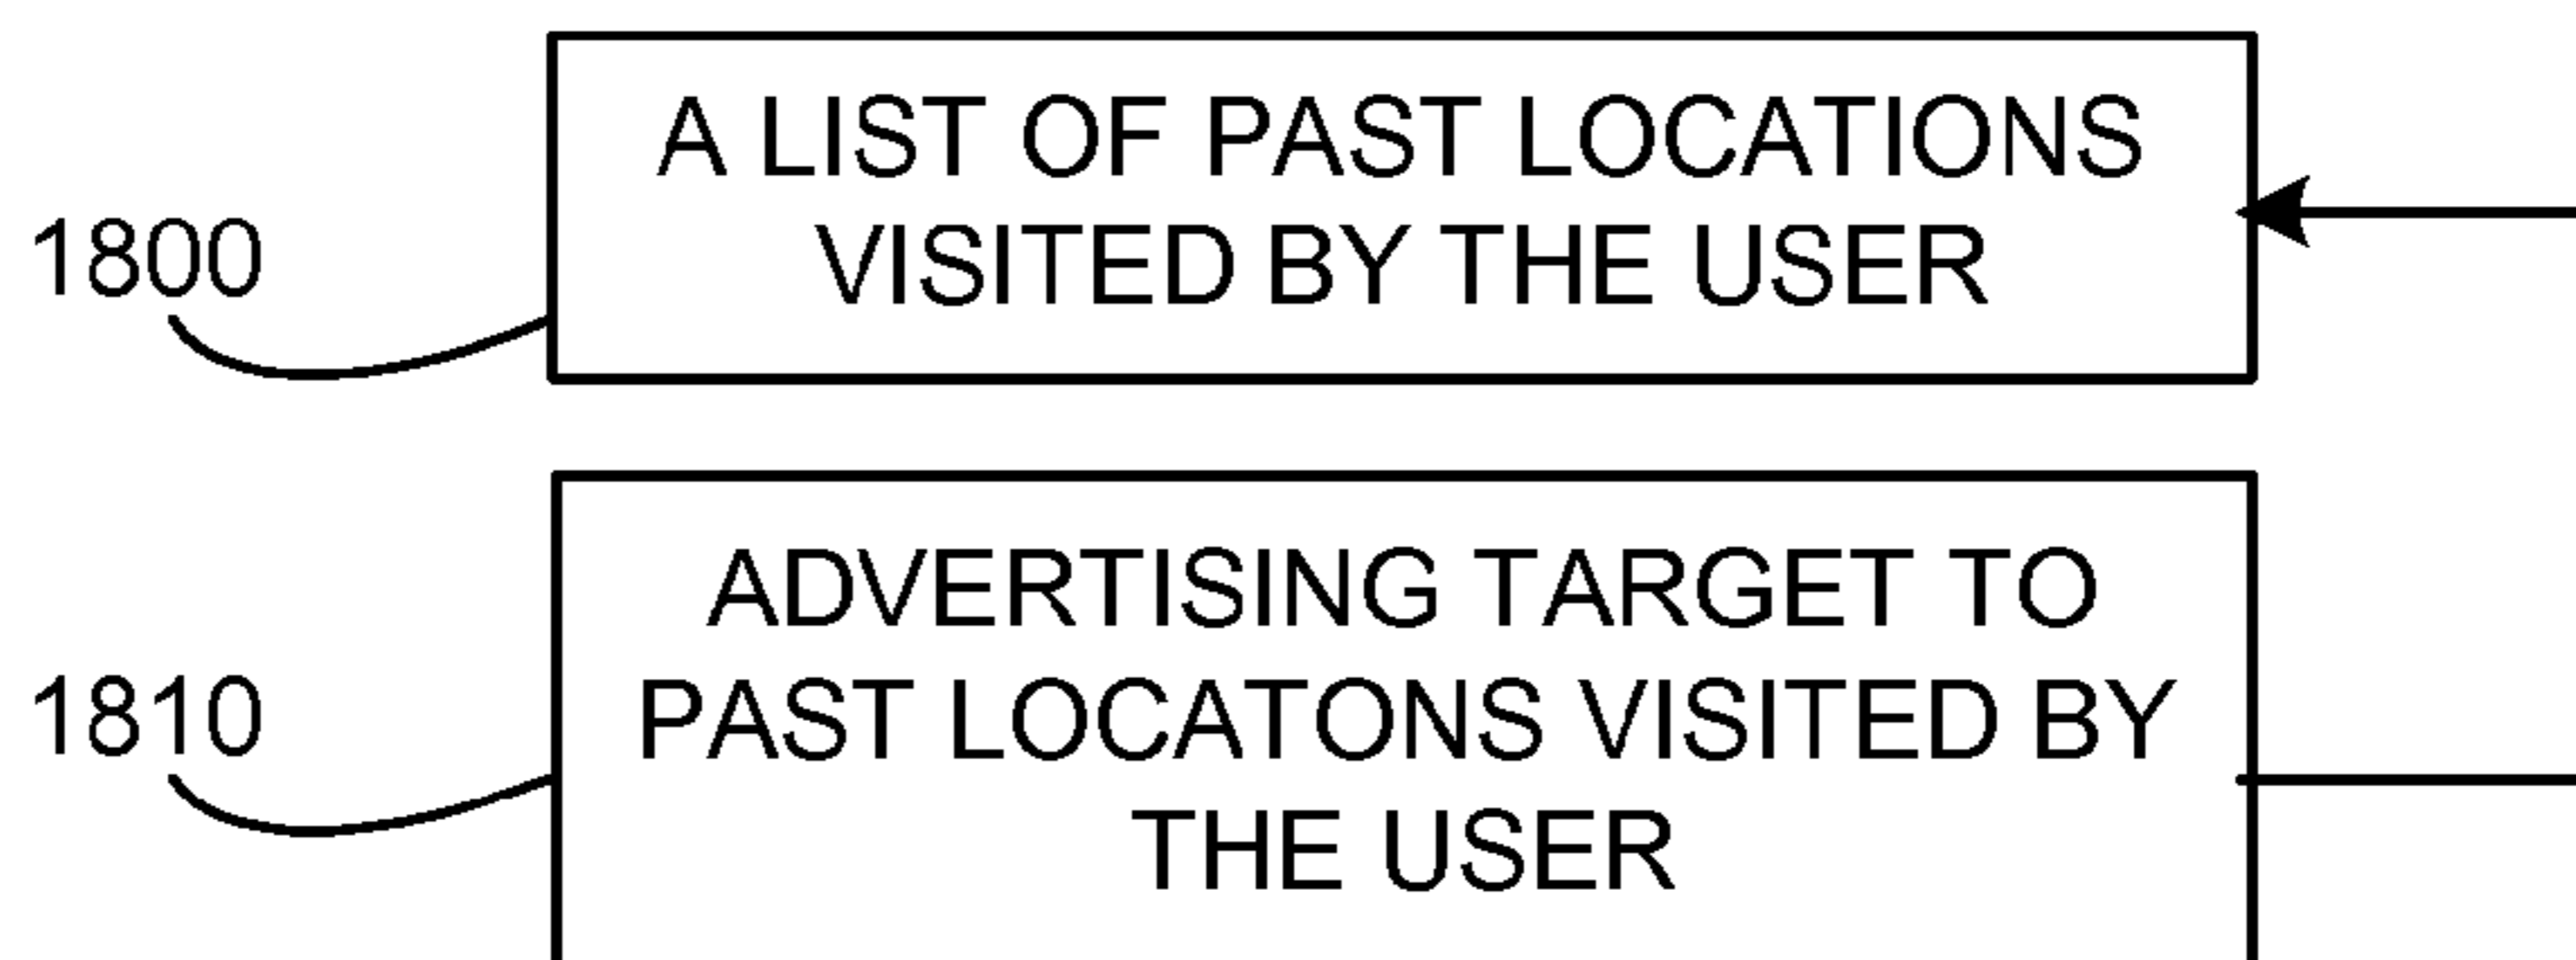 A LIST OF PAST LOCATIONS
VISITED BY THE USER
1800
ADVERTISING TARGET TO
PAST LOCATONS VISITED BY
1810
THE USER